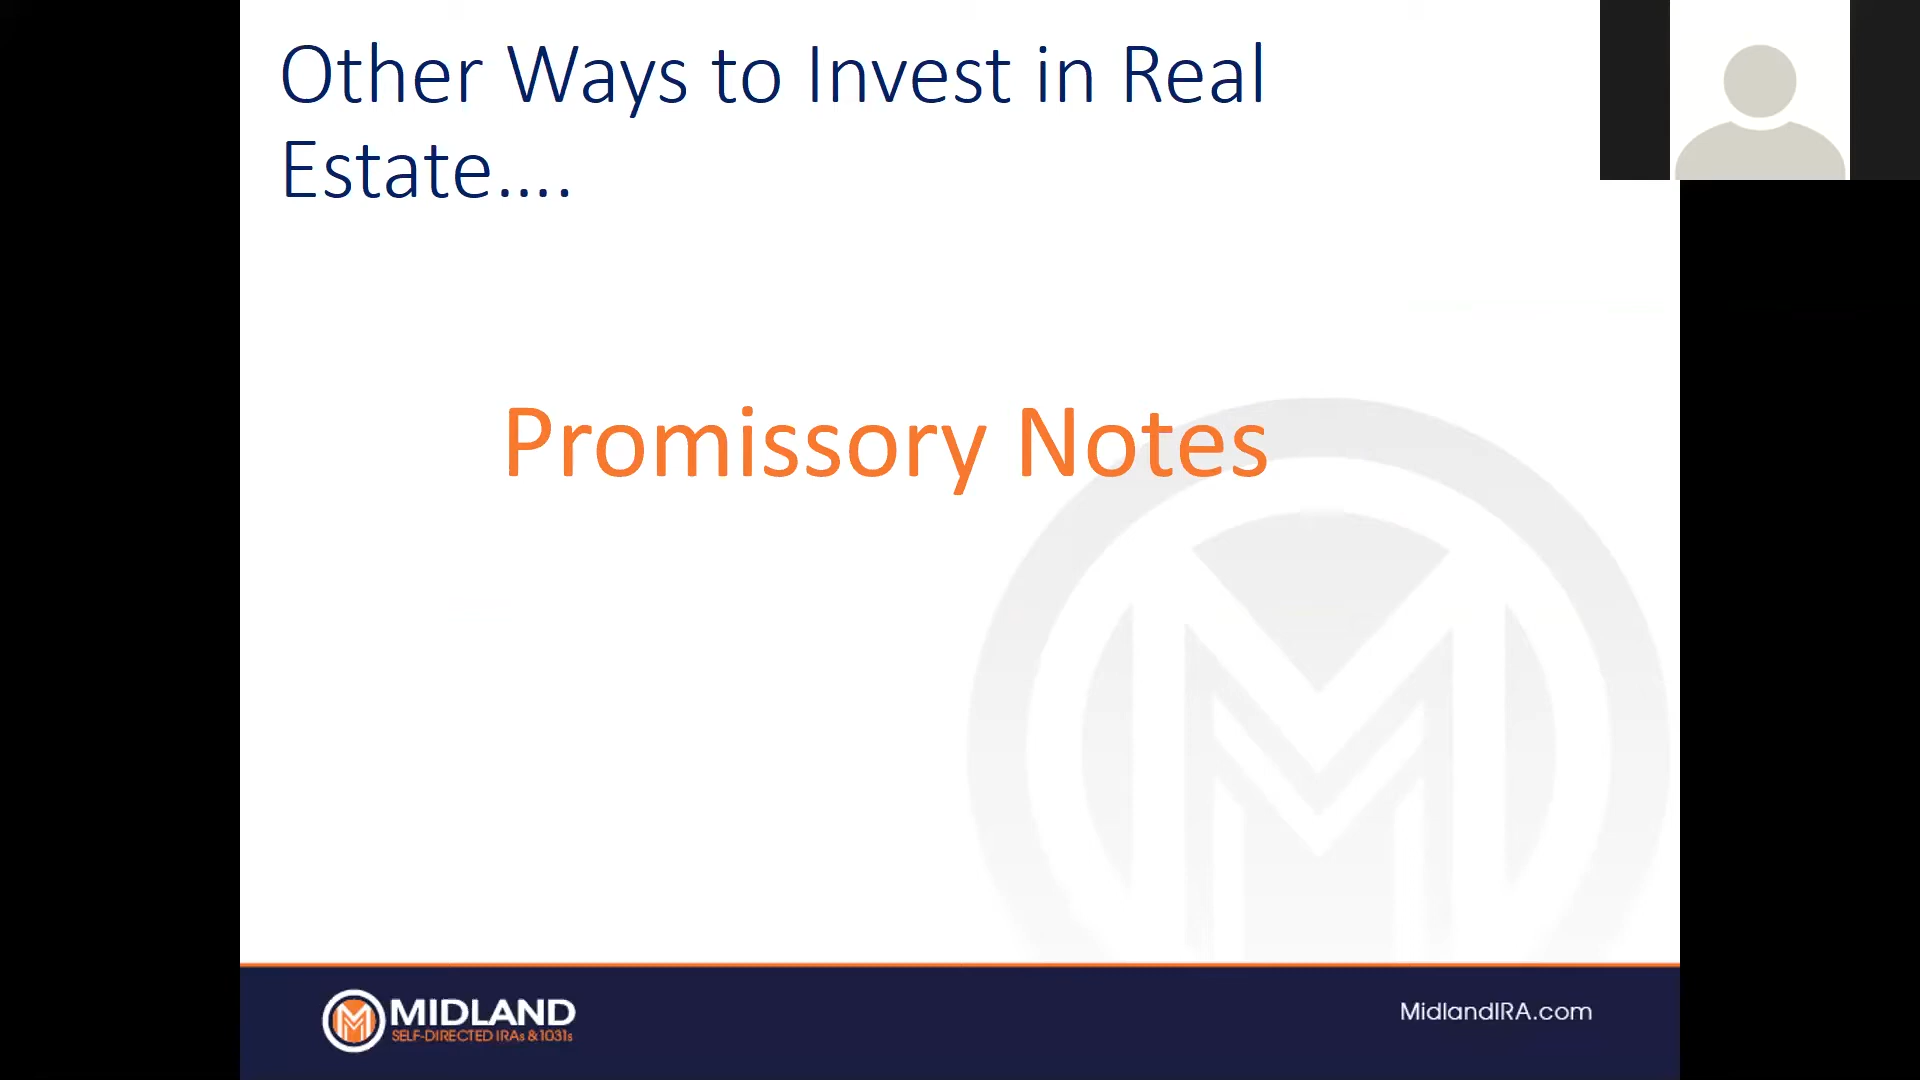 Other Ways to Invest in Real
Estate....
Promissory Notes
MIDLAND
SELF-DIRECTED IRAs & 1031s
MidlandIRA.com